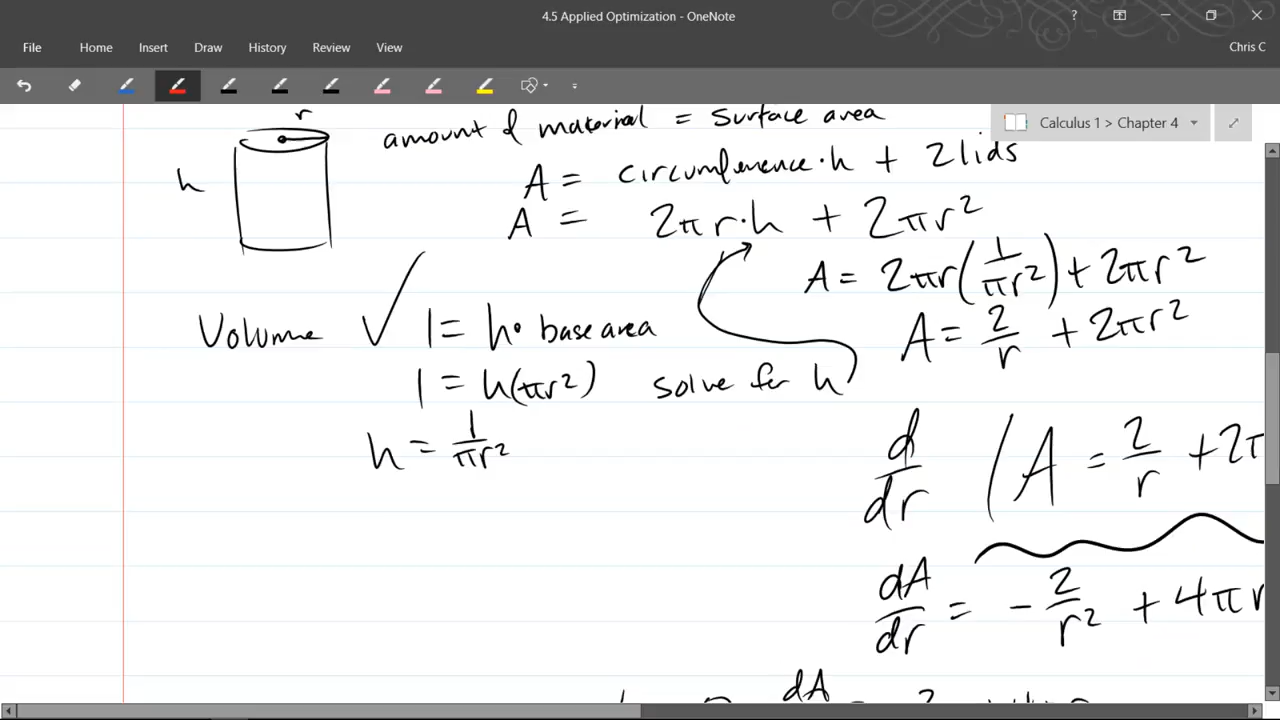 4.5 Applied Optimization - OneNote
?
File Home Insert Draw History Review View Chris C
Calculus 1 > Chapter 4
r
amount of material = surface area
h
A = circumference·h + 2 lids
A = 2πr·h + 2πr²
A = 2πr(1/πr²) + 2πr²
Volume 1 = h· base area
A = 2/r + 2πr²
1 = h(πr²) solve for h
h = 1/πr²
d/dr (A = 2/r + 2π
dA/dr = -2/r² + 4πr
dA